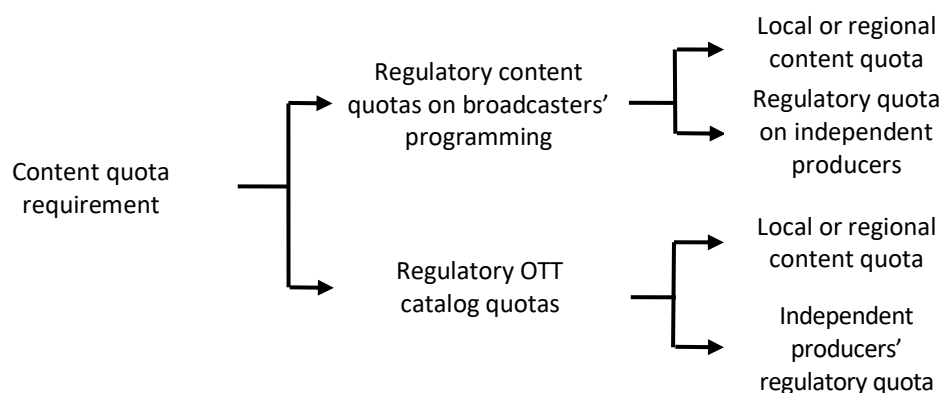 Content quota
requirement
Regulatory content
quotas on broadcasters’
programming
Local or regional
content quota
Regulatory quota
on independent
producers
Regulatory OTT
catalog quotas
Local or regional
content quota
Independent
producers’
regulatory quota